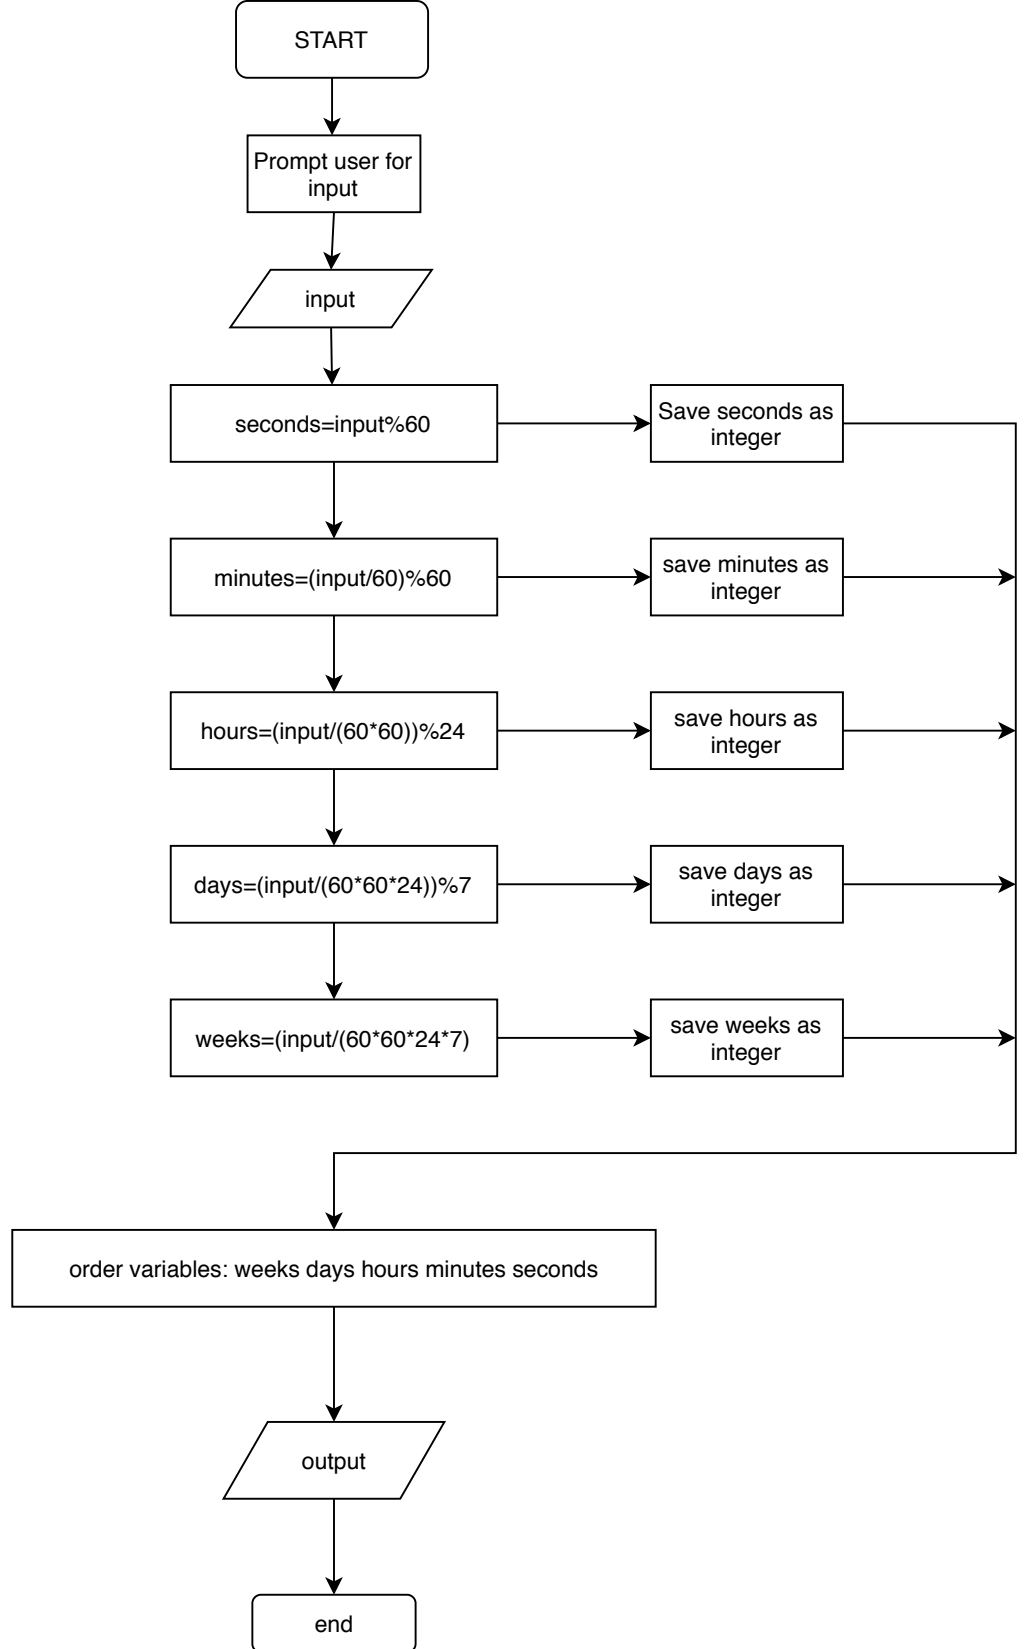 START
Prompt user for
input
input
seconds=input%60
Save seconds as
integer
minutes=(input/60)%60
save minutes as
integer
hours=(input/(60*60))%24
save hours as
integer
days=(input/(60*60*24))%7
save days as
integer
weeks=(input/(60*60*24*7)
save weeks as
integer
order variables: weeks days hours minutes seconds
output
end